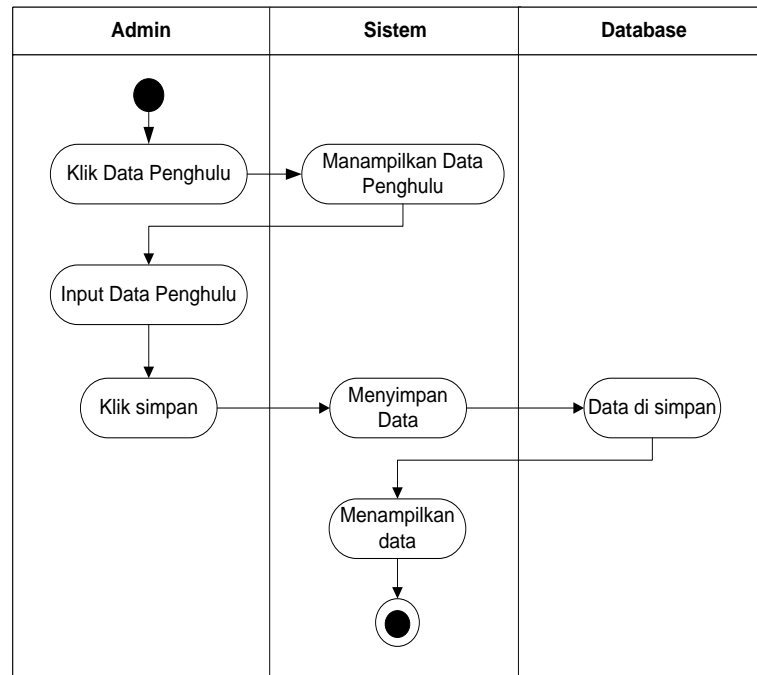 Admin
Sistem
Database
Klik Data Penghulu
Manampilkan Data
Penghulu
Input Data Penghulu
Klik simpan
Menyimpan
Data
Data di simpan
Menampilkan
data